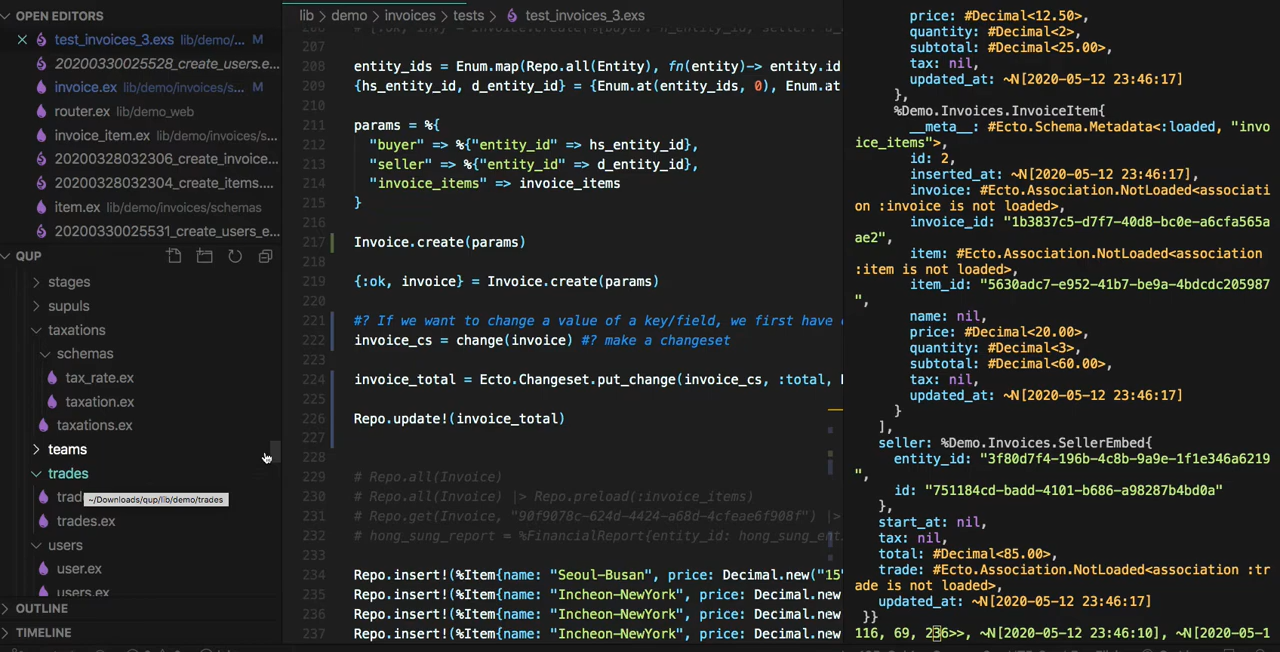 OPEN EDITORS
test_invoices_3.exs lib/demo/... M
20200330025528_create_users.e...
invoice.ex lib/demo/invoices/s... M
router.ex lib/demo_web
invoice_item.ex lib/demo/invoices/s...
20200328032306_create_invoice...
20200328032304_create_items....
item.ex lib/demo/invoices/schemas
20200330025531_create_users_e...
QUP
stages
supuls
taxations
schemas
tax_rate.ex
taxation.ex
taxations.ex
teams
trades
trad
~/Downloads/qup/lib/demo/trades
trades.ex
users
user.ex
users.ex
OUTLINE
TIMELINE
lib > demo > invoices > tests > test_invoices_3.exs
207
208 entity_ids = Enum.map(Repo.all(Entity), fn(entity)-> entity.id
209 {hs_entity_id, d_entity_id} = {Enum.at(entity_ids, 0), Enum.at
210
211 params = %{
212 "buyer" => %{"entity_id" => hs_entity_id},
213 "seller" => %{"entity_id" => d_entity_id},
214 "invoice_items" => invoice_items
215 }
216
217 Invoice.create(params)
218
219 {:ok, invoice} = Invoice.create(params)
220
221 #? If we want to change a value of a key/field, we first have
222 invoice_cs = change(invoice) #? make a changeset
223
224 invoice_total = Ecto.Changeset.put_change(invoice_cs, :total,
225
226 Repo.update!(invoice_total)
227
228
229 # Repo.all(Invoice)
230 # Repo.all(Invoice) |> Repo.preload(:invoice_items)
231 # Repo.get(Invoice, "90f9078c-624d-4424-a68d-4cfeae6f908f") |>
232 # hong_sung_report = %FinancialReport{entity_id: hong_sung_ent
233
234 Repo.insert!(%Item{name: "Seoul-Busan", price: Decimal.new("15"
235 Repo.insert!(%Item{name: "Incheon-NewYork", price: Decimal.new
236 Repo.insert!(%Item{name: "Incheon-NewYork", price: Decimal.new
237 Repo.insert!(%Item{name: "Incheon-NewYork", price: Decimal.new
price: #Decimal<12.50>,
quantity: #Decimal<2>,
subtotal: #Decimal<25.00>,
tax: nil,
updated_at: ~N[2020-05-12 23:46:17]
},
%Demo.Invoices.InvoiceItem{
__meta__: #Ecto.Schema.Metadata<:loaded, "invo
ice_items">,
id: 2,
inserted_at: ~N[2020-05-12 23:46:17],
invoice: #Ecto.Association.NotLoaded<associati
on :invoice is not loaded>,
invoice_id: "1b3837c5-d7f7-40d8-bc0e-a6cfa565a
ae2",
item: #Ecto.Association.NotLoaded<association
:item is not loaded>,
item_id: "5630adc7-e952-41b7-be9a-4bdcdc205987
",
name: nil,
price: #Decimal<20.00>,
quantity: #Decimal<3>,
subtotal: #Decimal<60.00>,
tax: nil,
updated_at: ~N[2020-05-12 23:46:17]
}
],
seller: %Demo.Invoices.SellerEmbed{
entity_id: "3f80d7f4-196b-4c8b-9a9e-1f1e346a6219
",
id: "751184cd-badd-4101-b686-a98287b4bd0a"
},
start_at: nil,
tax: nil,
total: #Decimal<85.00>,
trade: #Ecto.Association.NotLoaded<association :tr
ade is not loaded>,
updated_at: ~N[2020-05-12 23:46:17]
}}
116, 69, 236>>, ~N[2020-05-12 23:46:10], ~N[2020-05-1